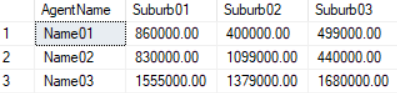 AgentName Suburb01 Suburb02 Suburb03
1 Name01 860000.00 400000.00 499000.00
2 Name02 830000.00 1099000.00 440000.00
3 Name03 1555000.00 1379000.00 1680000.00